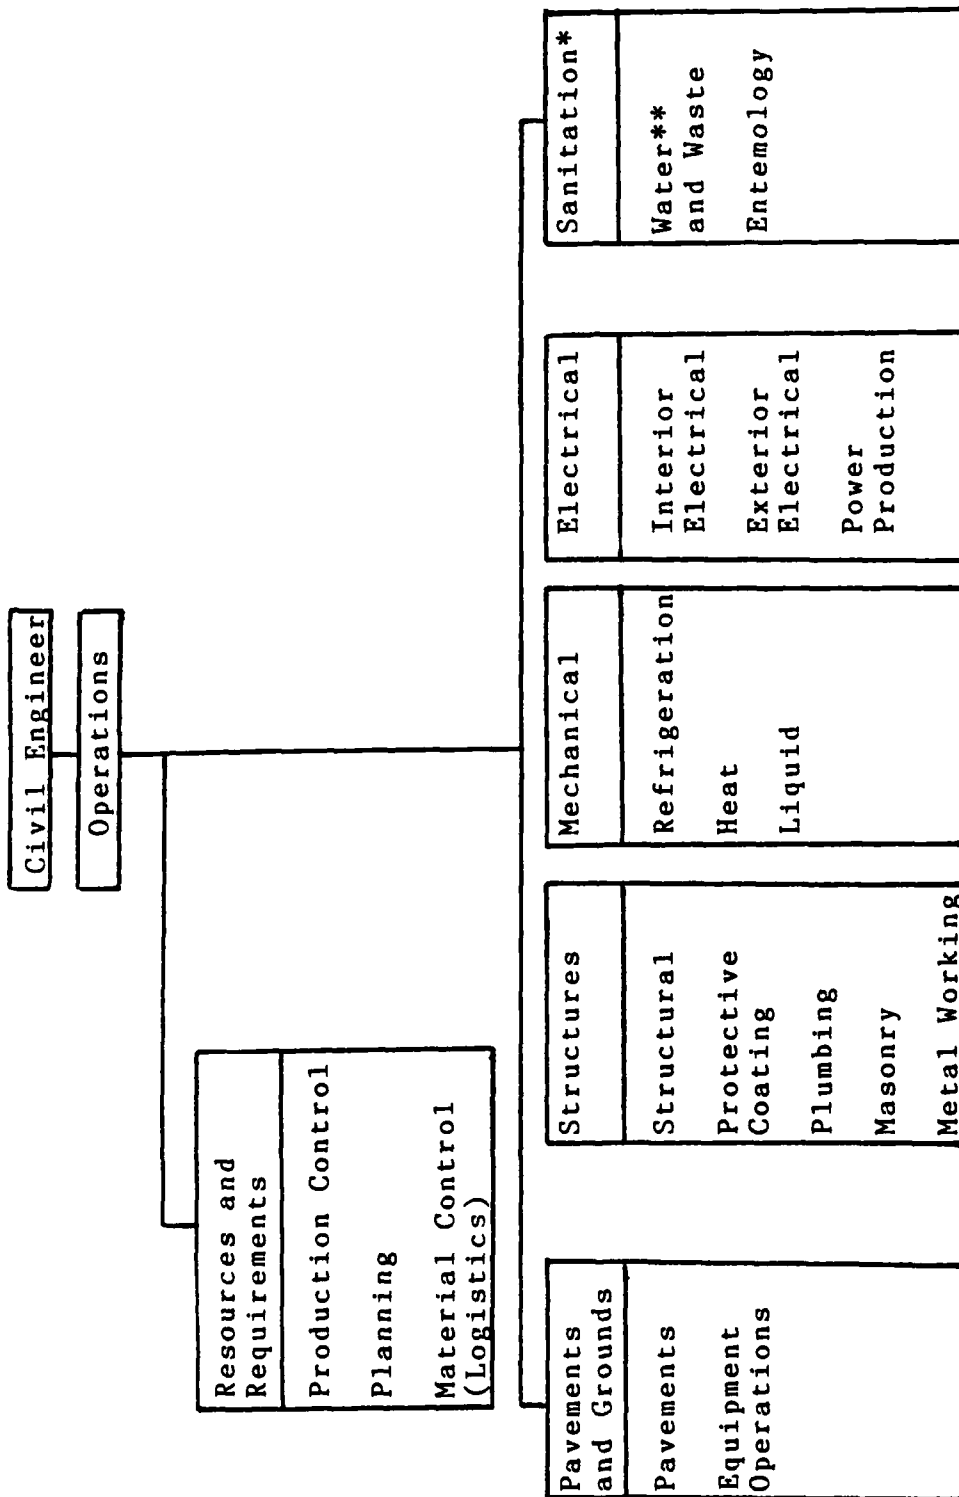 Civil Engineer
Operations
Resources and
Requirements
Production Control
Planning
Material Control
(Logistics)
Pavements
and Grounds
Pavements
Equipment
Operations
Structures
Structural
Protective
Coating
Plumbing
Masonry
Metal Working
Mechanical
Refrigeration
Heat
Liquid
Electrical
Interior
Electrical
Exterior
Electrical
Power
Production
Sanitation*
Water**
and Waste
Entemology